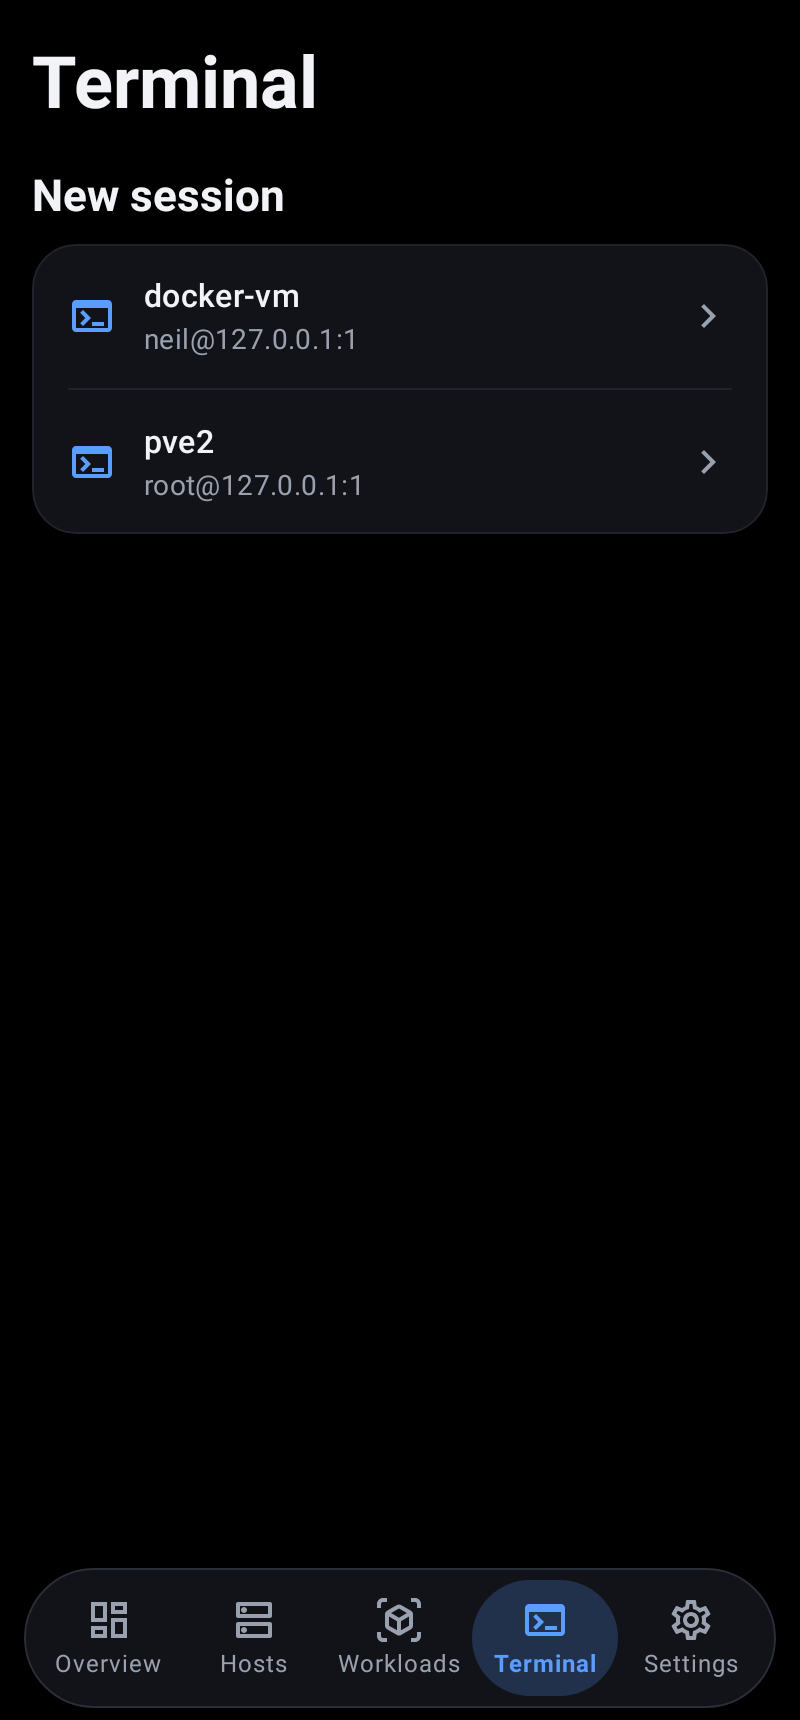 Terminal
New session
docker-vm
neil@127.0.0.1:1
pve2
root@127.0.0.1:1
Overview
Hosts
Workloads
Terminal
Settings